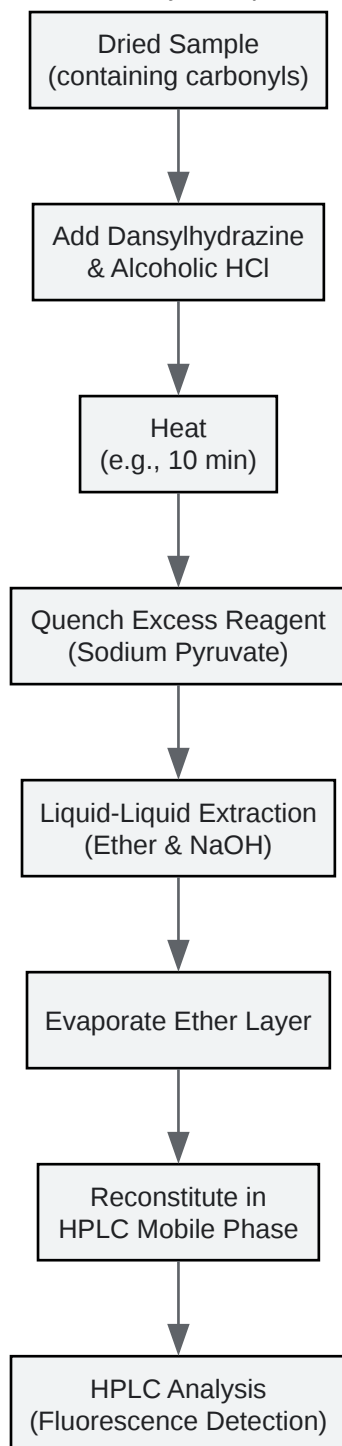 Dried Sample
(containing carbonyls)
Add Dansylhydrazine
& Alcoholic HCl
Heat
(e.g., 10 min)
Quench Excess Reagent
(Sodium Pyruvate)
Liquid-Liquid Extraction
(Ether & NaOH)
Evaporate Ether Layer
Reconstitute in
HPLC Mobile Phase
HPLC Analysis
(Fluorescence Detection)